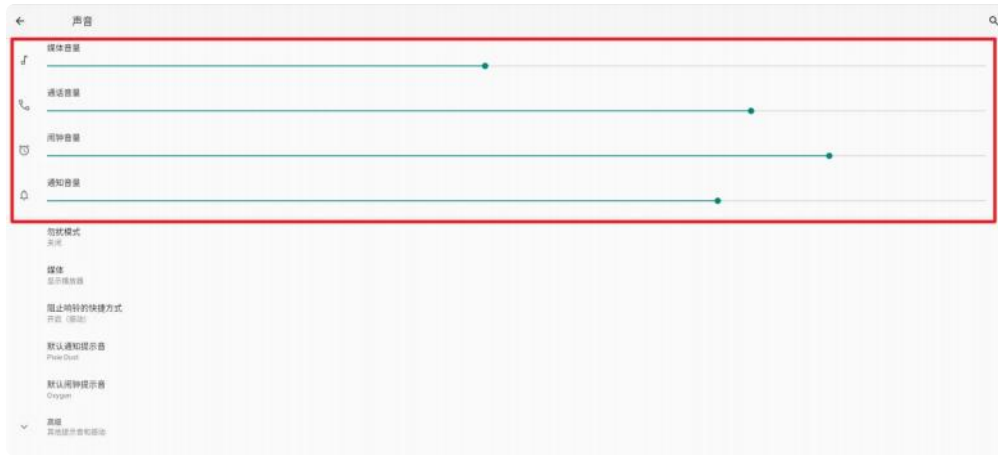 声音
媒体音量
通话音量
闹钟音量
通知音量
勿扰模式
关闭
媒体
显示播放器
阻止响铃的快捷方式
开启（振动）
默认通知提示音
Pixie Dust
默认闹钟提示音
Oxygen
高级
其他提示音和振动